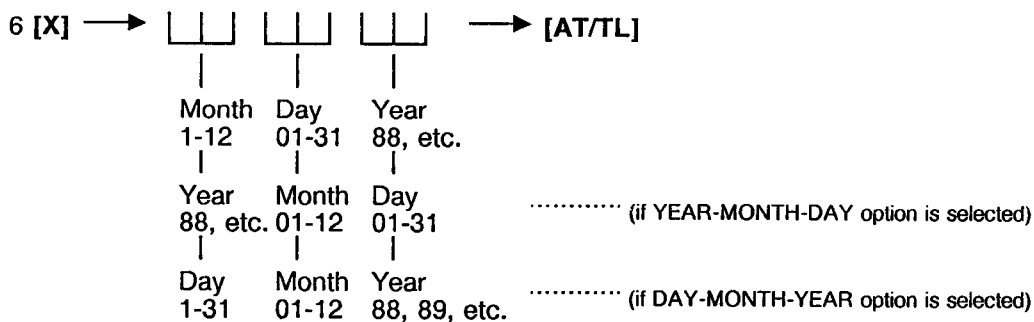 6 [X] [AT/TL]
Month Day Year
1-12 01-31 88, etc.
Year Month Day
88, etc. 01-12 01-31 ........... (if YEAR-MONTH-DAY option is selected)
Day Month Year
1-31 01-12 88, 89, etc. ........... (if DAY-MONTH-YEAR option is selected)